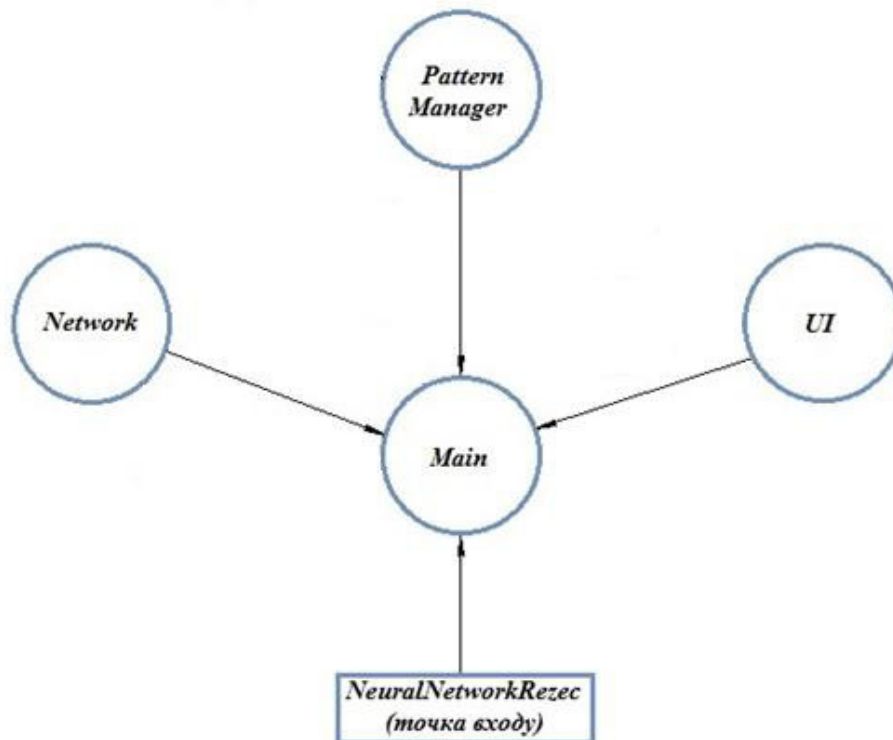 Pattern
Manager
Network
UI
Main
NeuralNetworkRezec
(точка входу)